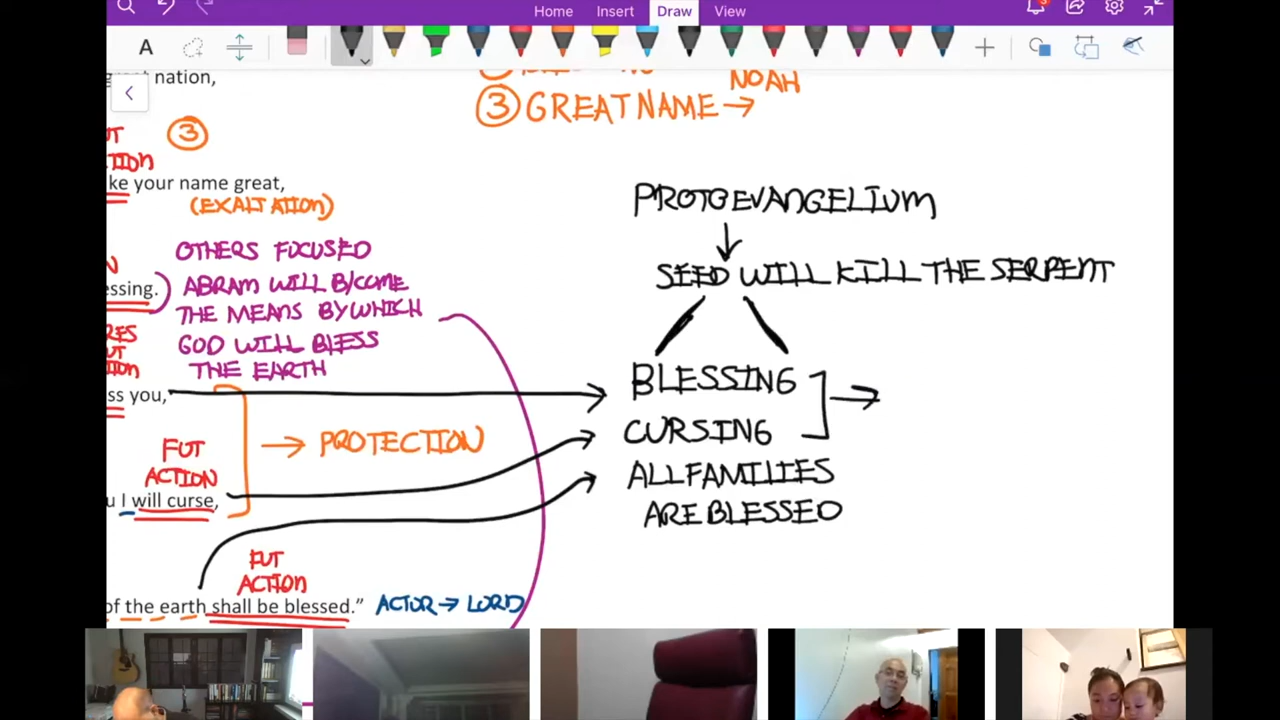 Home Insert Draw View
A
great nation,
NOAH
③ GREAT NAME →
③
ke your name great,
(EXALTATION)
PROTOEVANGELIUM
SEED WILL KILL THE SERPENT
OTHERS FOCUSED
essing.
ABRAM WILL BECOME
THE MEANS BY WHICH
GOD WILL BLESS
THE EARTH
ss you,
BLESSING
CURSING
→ PROTECTION
FUT
ACTION
ALL FAMILIES
ARE BLESSED
u I will curse,
FUT
ACTION
of the earth shall be blessed.” ACTOR → LORD